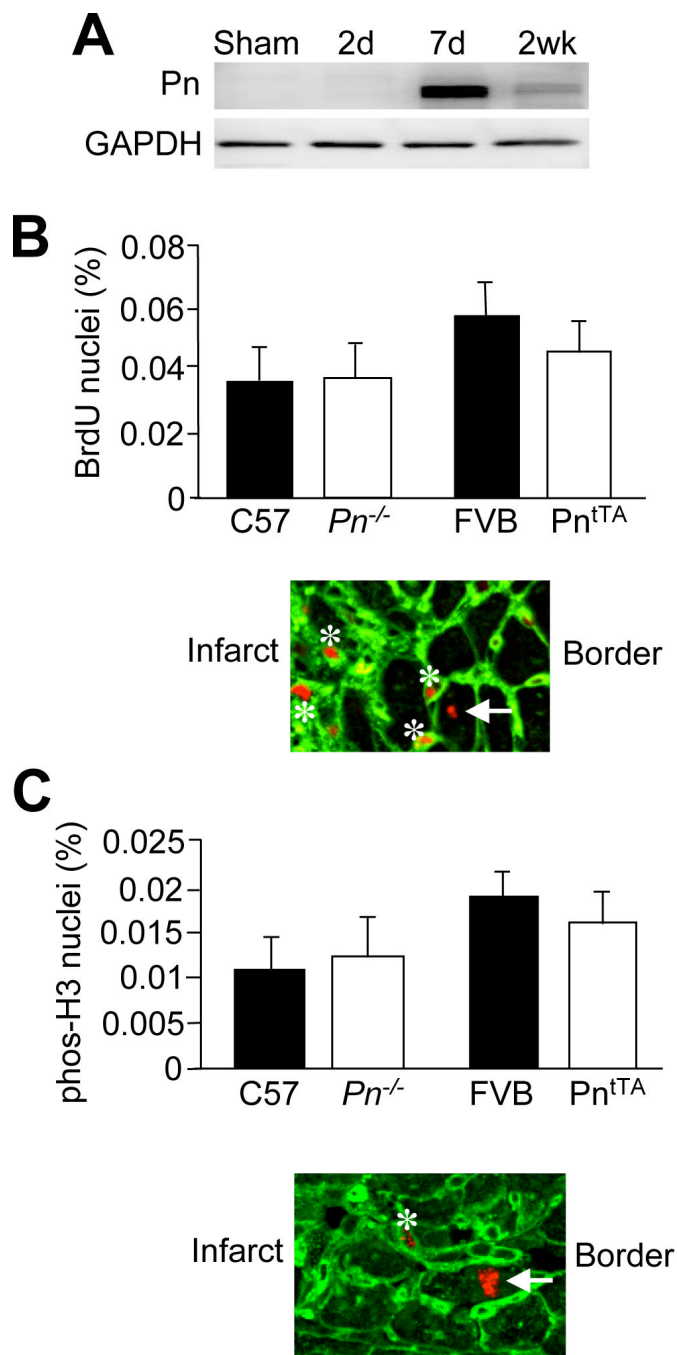 A
Sham 2d 7d 2wk
Pn
GAPDH
B
BrdU nuclei (%)
0.08
0.06
0.04
0.02
0
C57 Pn-/- FVB PntTA
Infarct Border
* * * *
C
phos-H3 nuclei (%)
0.025
0.02
0.015
0.01
0.005
0
C57 Pn-/- FVB PntTA
*
Infarct Border